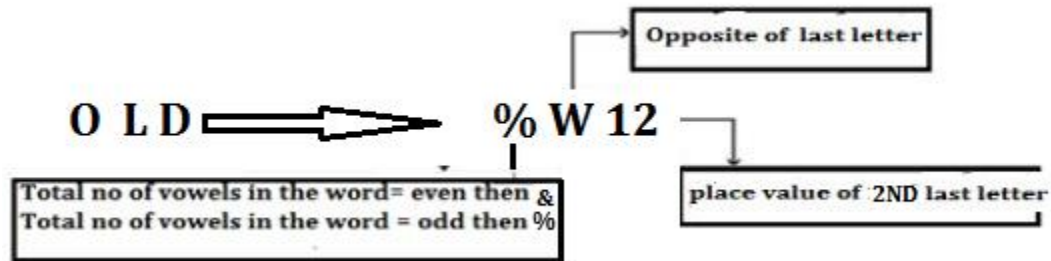 Opposite of last letter
O L D % W 12
Total no of vowels in the word= even then &
Total no of vowels in the word = odd then %
place value of 2ND last letter